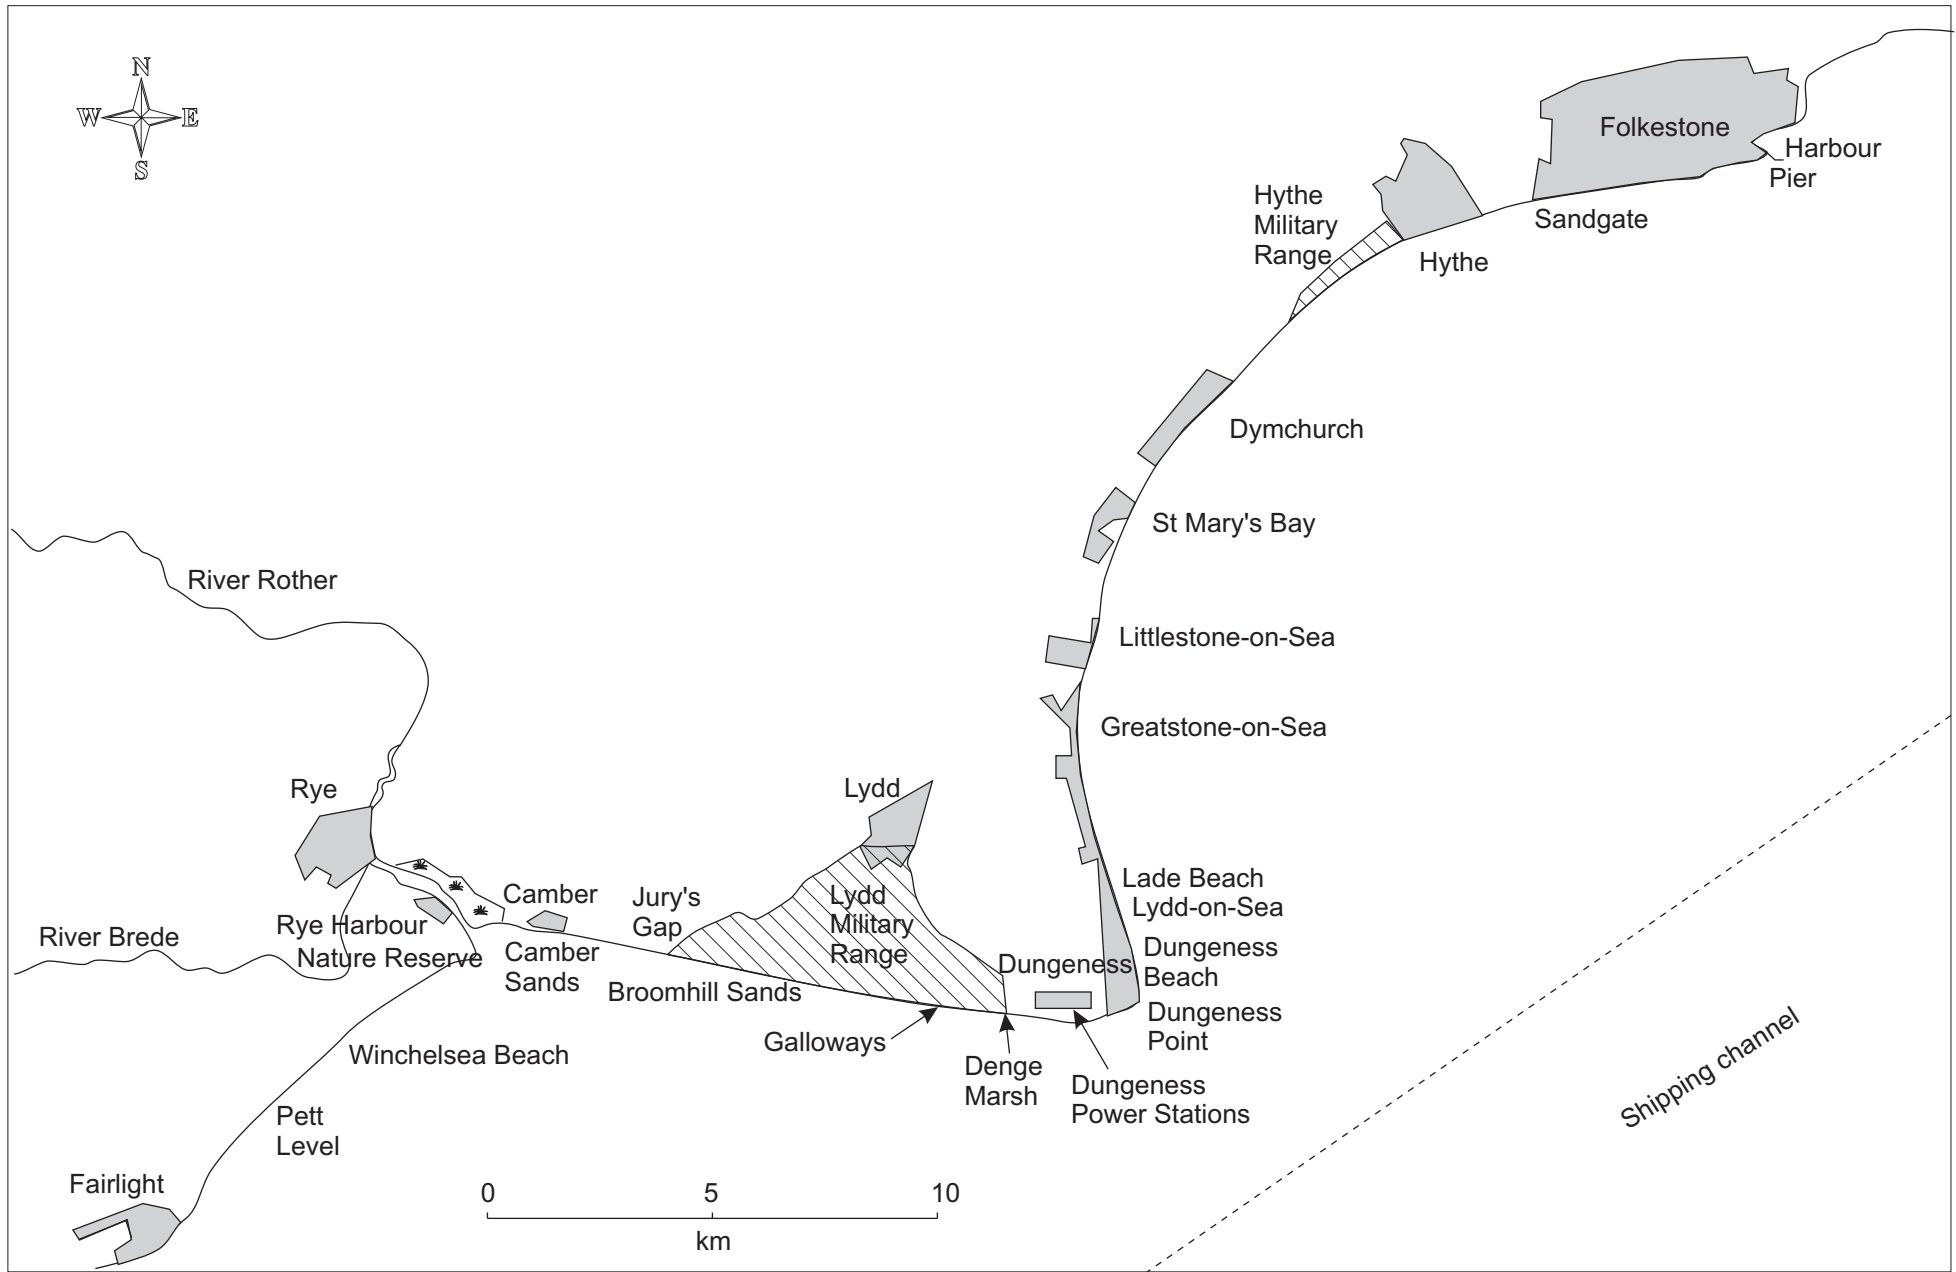 N
W E
S
Folkestone
Harbour
Pier
Hythe
Military
Range
Sandgate
Hythe
Dymchurch
St Mary's Bay
River Rother
Littlestone-on-Sea
Greatstone-on-Sea
Rye
Lydd
Camber
Jury's
Gap
Lydd
Military
Range
Lade Beach
Lydd-on-Sea
Rye Harbour
Nature Reserve
River Brede
Camber
Sands
Dungeness
Dungeness
Beach
Broomhill Sands
Dungeness
Point
Galloways
Denge
Marsh
Dungeness
Power Stations
Winchelsea Beach
Shipping channel
Pett
Level
Fairlight
0 5 10
km